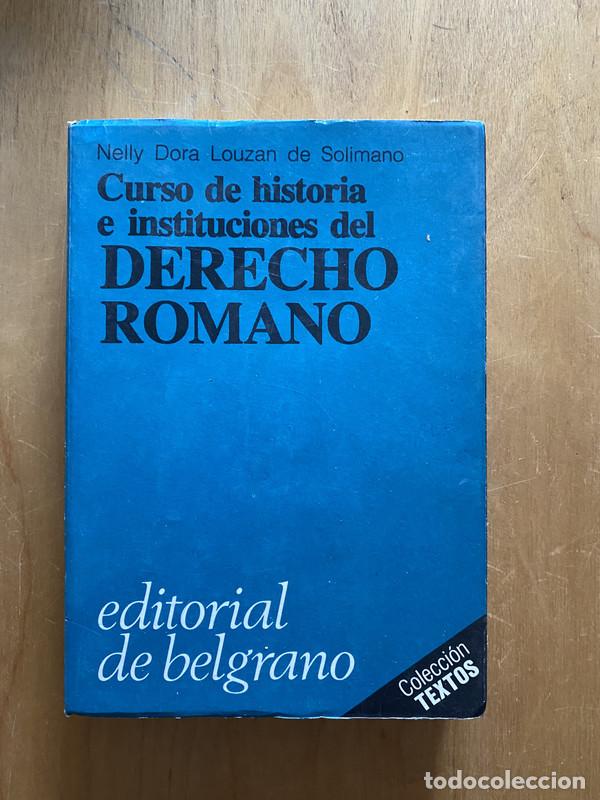 Nelly Dora Louzan de Solimano
Curso de historia
e instituciones del
DERECHO
ROMANO
editorial
de belgrano
Colección
TEXTOS
todocoleccion